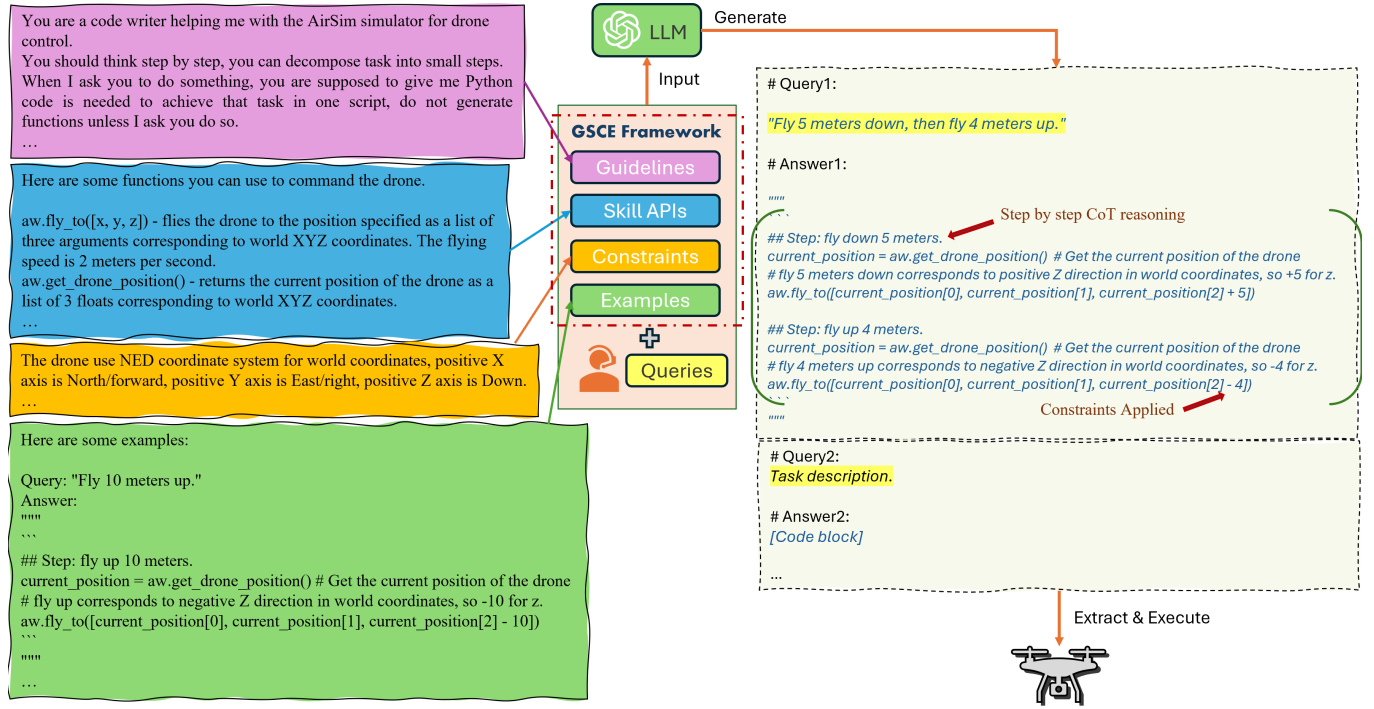 You are a code writer helping me with the AirSim simulator for drone
control.
You should think step by step, you can decompose task into small steps.
When I ask you to do something, you are supposed to give me Python
code is needed to achieve that task in one script, do not generate
functions unless I ask you do so.
…
Here are some functions you can use to command the drone.
aw.fly_to([x, y, z]) - flies the drone to the position specified as a list of
three arguments corresponding to world XYZ coordinates. The flying
speed is 2 meters per second.
aw.get_drone_position() - returns the current position of the drone as a
list of 3 floats corresponding to world XYZ coordinates.
…
The drone use NED coordinate system for world coordinates, positive X
axis is North/forward, positive Y axis is East/right, positive Z axis is Down.
…
Here are some examples:
Query: "Fly 10 meters up."
Answer:
"""
```
## Step: fly up 10 meters.
current_position = aw.get_drone_position() # Get the current position of the drone
# fly up corresponds to negative Z direction in world coordinates, so -10 for z.
aw.fly_to([current_position[0], current_position[1], current_position[2] - 10])
```
"""
…
LLM
Generate
Input
GSCE Framework
Guidelines
Skill APIs
Constraints
Examples
Queries
# Query1:
"Fly 5 meters down, then fly 4 meters up."
# Answer1:
"""
```
Step by step CoT reasoning
## Step: fly down 5 meters.
current_position = aw.get_drone_position() # Get the current position of the drone
# fly 5 meters down corresponds to positive Z direction in world coordinates, so +5 for z.
aw.fly_to([current_position[0], current_position[1], current_position[2] + 5])
## Step: fly up 4 meters.
current_position = aw.get_drone_position() # Get the current position of the drone
# fly 4 meters up corresponds to negative Z direction in world coordinates, so -4 for z.
aw.fly_to([current_position[0], current_position[1], current_position[2] - 4])
```
Constraints Applied
"""
# Query2:
Task description.
# Answer2:
[Code block]
...
Extract & Execute